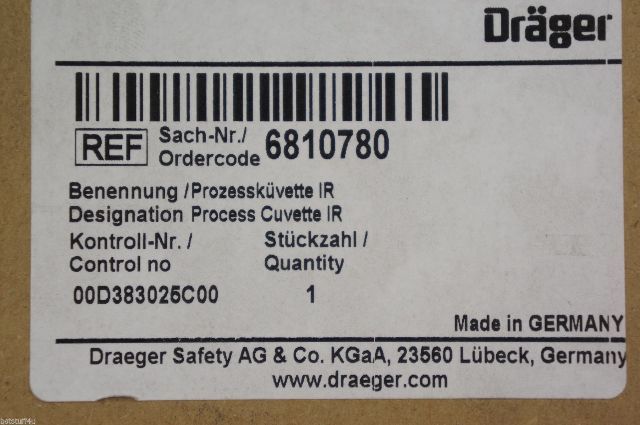 Dräger
REF Sach-Nr./ Ordercode 6810780
Benennung /Prozessküvette IR
Designation Process Cuvette IR
Kontroll-Nr. / Stückzahl /
Control no Quantity
00D383025C00 1
Made in GERMANY
Draeger Safety AG & Co. KGaA, 23560 Lübeck, Germany
www.draeger.com